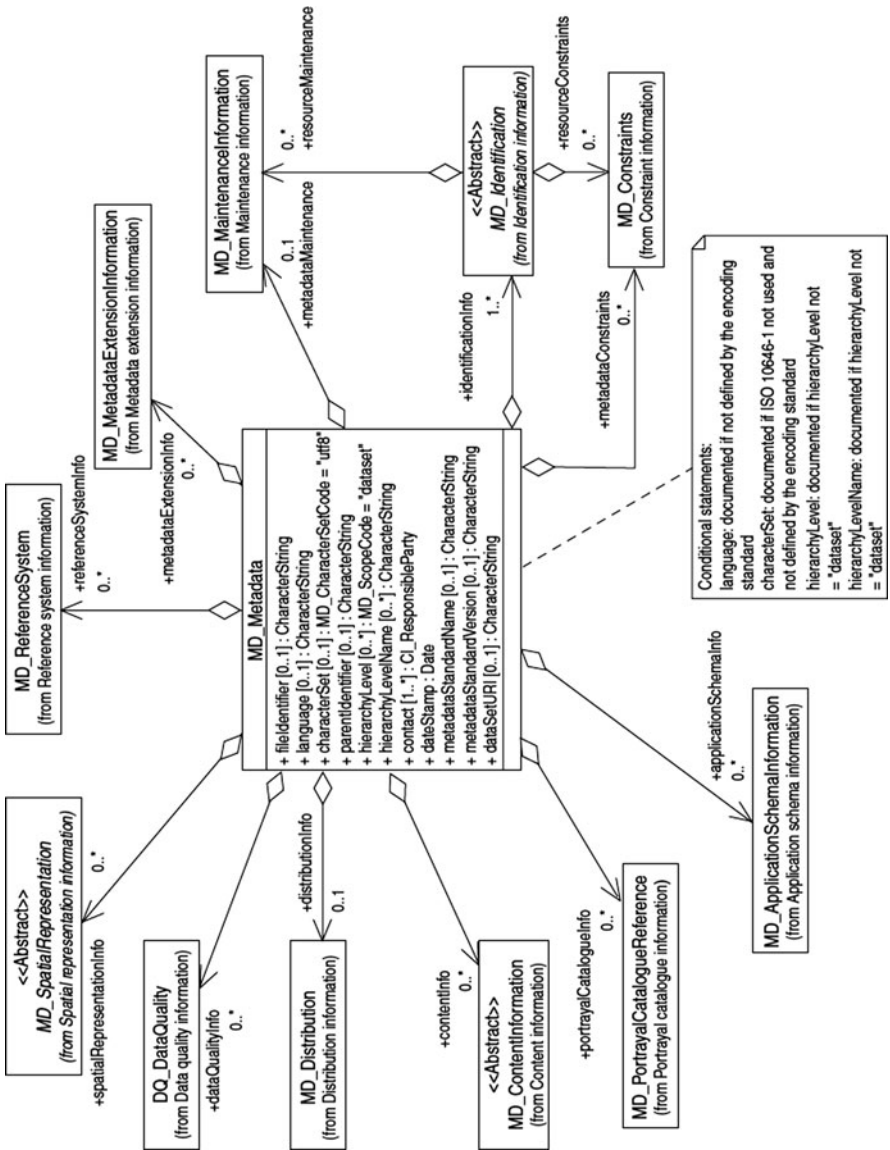 <<Abstract>>
MD_SpatialRepresentation
(from Spatial representation information)
+spatialRepresentationInfo
0..*
MD_ReferenceSystem
(from Reference system information)
+referenceSystemInfo
0..*
MD_MetadataExtensionInformation
(from Metadata extension information)
+metadataExtensionInfo
0..*
MD_MaintenanceInformation
(from Maintenance information)
0..1
+metadataMaintenance
0..*
+resourceMaintenance
DQ_DataQuality
(from Data quality information)
+dataQualityInfo
0..*
MD_Distribution
(from Distribution information)
+distributionInfo
0..1
MD_Metadata
+ fileIdentifier [0..1] : CharacterString
+ language [0..1] : CharacterString
+ characterSet [0..1] : MD_CharacterSetCode = "utf8"
+ parentIdentifier [0..1] : CharacterString
+ hierarchyLevel [0..*] : MD_ScopeCode = "dataset"
+ hierarchyLevelName [0..*] : CharacterString
+ contact [1..*] : CI_ResponsibleParty
+ dateStamp : Date
+ metadataStandardName [0..1] : CharacterString
+ metadataStandardVersion [0..1] : CharacterString
+ dataSetURI [0..1] : CharacterString
+identificationInfo
1..*
<<Abstract>>
MD_Identification
(from Identification information)
+resourceConstraints
0..*
+metadataConstraints
0..*
MD_Constraints
(from Constraint information)
+contentInfo
0..*
<<Abstract>>
MD_ContentInformation
(from Content information)
+portrayalCatalogueInfo
0..*
MD_PortrayalCatalogueReference
(from Portrayal catalogue information)
+applicationSchemaInfo
0..*
MD_ApplicationSchemaInformation
(from Application schema information)
Conditional statements:
language: documented if not defined by the encoding
standard
characterSet: documented if ISO 10646-1 not used and
not defined by the encoding standard
hierarchyLevel: documented if hierarchyLevel not
= "dataset"
hierarchyLevelName: documented if hierarchyLevel not
= "dataset"